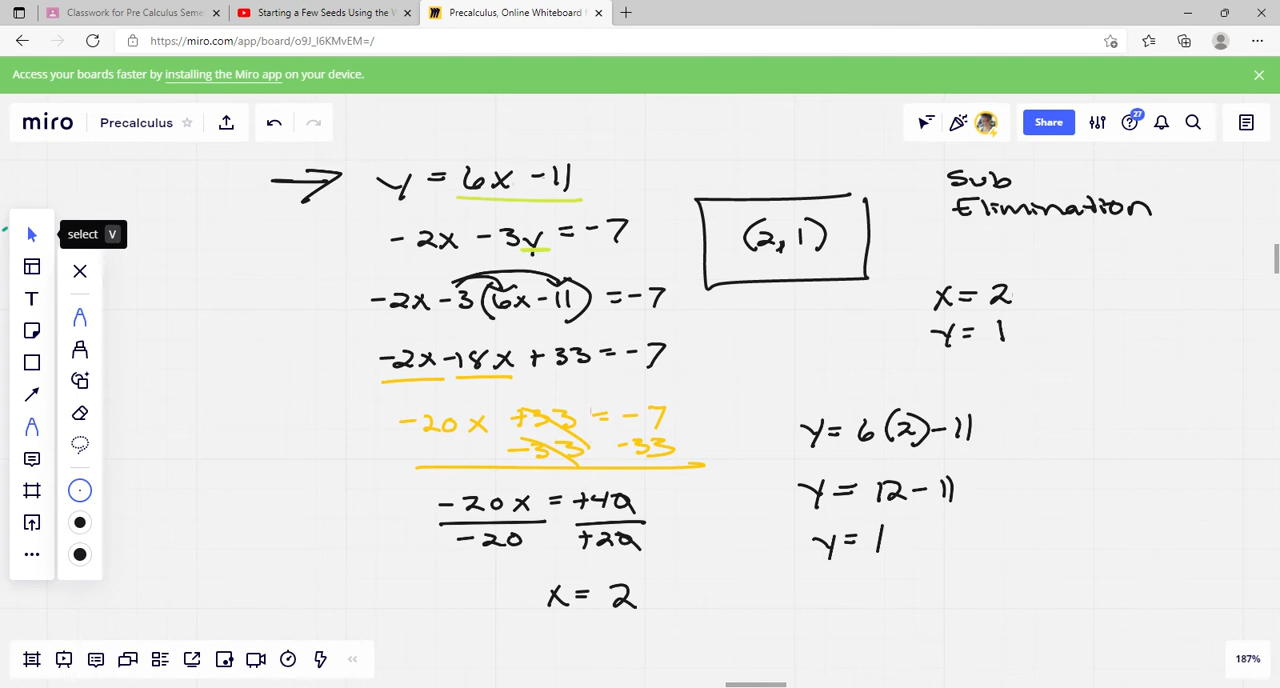 Classwork for Pre Calculus Seme
Starting a Few Seeds Using the W
Precalculus, Online Whiteboard
https://miro.com/app/board/o9J_l6KMvEM=/
Access your boards faster by installing the Miro app on your device.
miro
Precalculus
Share
27
select V
y = 6x - 11
-2x - 3y = -7
-2x - 3(6x - 11) = -7
-2x - 18x + 33 = -7
-20x + 33 = -7
-33 -33
-20x = +40
-20 +20
x = 2
(2, 1)
Sub
Elimination
x = 2
y = 1
y = 6(2) - 11
y = 12 - 11
y = 1
187%